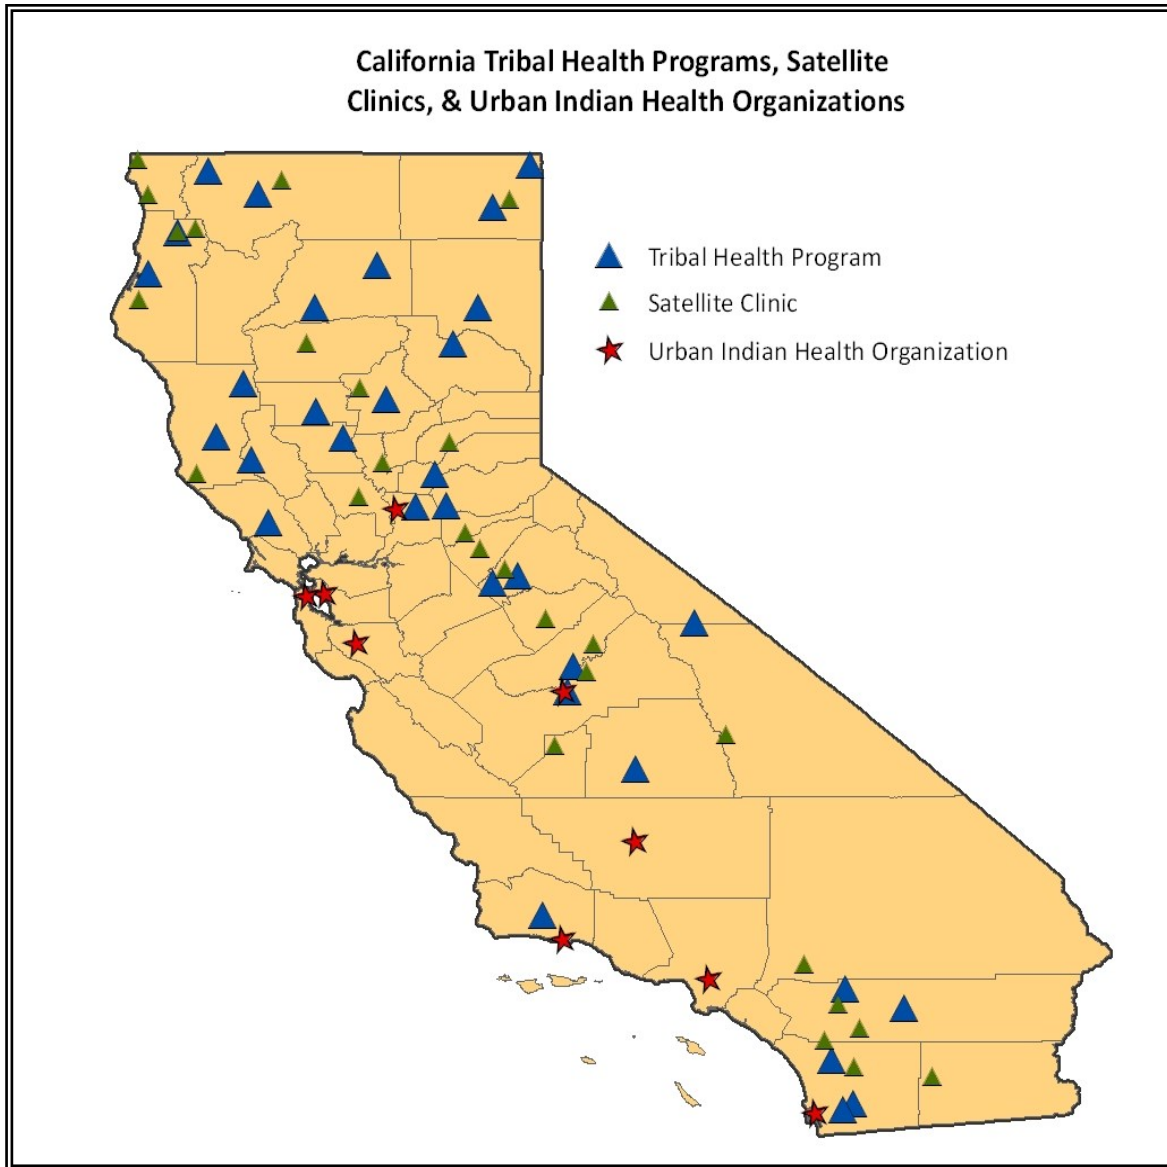 California Tribal Health Programs, Satellite
Clinics, & Urban Indian Health Organizations
Tribal Health Program
Satellite Clinic
Urban Indian Health Organization